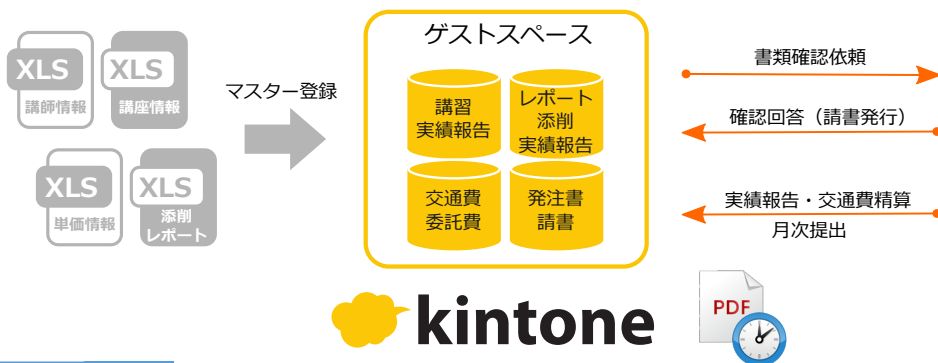 XLS
講師情報
XLS
講座情報
XLS
単価情報
XLS
添削
レポート
マスター登録
ゲストスペース
講習
実績報告
レポート
添削
実績報告
交通費
委託費
発注書
請書
kintone
書類確認依頼
確認回答（請書発行）
実績報告・交通費精算
月次提出
PDF